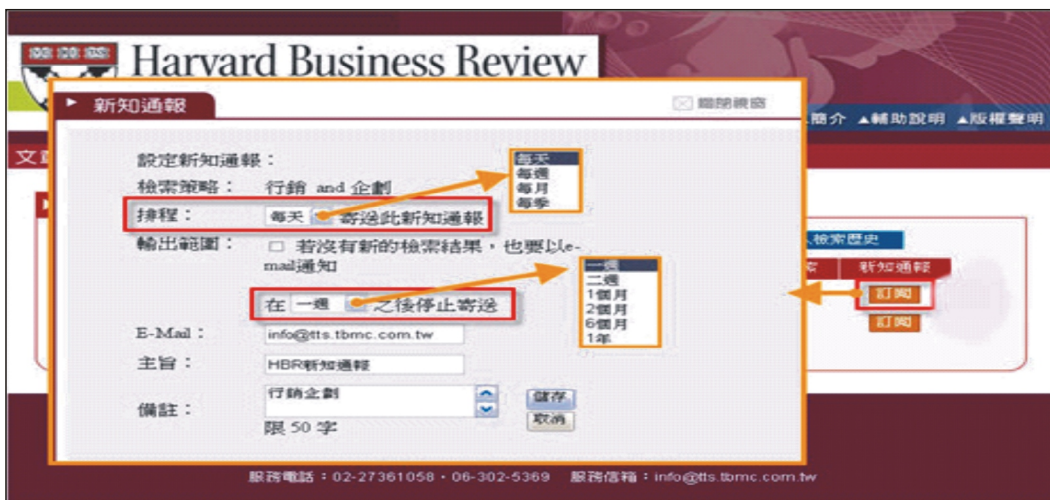 Harvard Business Review
新知通報
關閉視窗
簡介 ▲輔助說明 ▲版權聲明
設定新知通報：
檢索策略： 行銷 and 企劃
排程： 每天 寄送此新知通報
每天
每週
每月
每季
輸出範圍： □ 若沒有新的檢索結果，也要以e-
mail通知
在 一週 之後停止寄送
一週
二週
1個月
2個月
6個月
1年
E-Mail： info@tts.tbmc.com.tw
主旨： HBR新知通報
備註： 行銷企劃
限 50 字
儲存
取消
檢索歷史
新知通報
訂閱
訂閱
服務電話：02-27361058・06-302-5369 服務信箱：info@tts.tbmc.com.tw